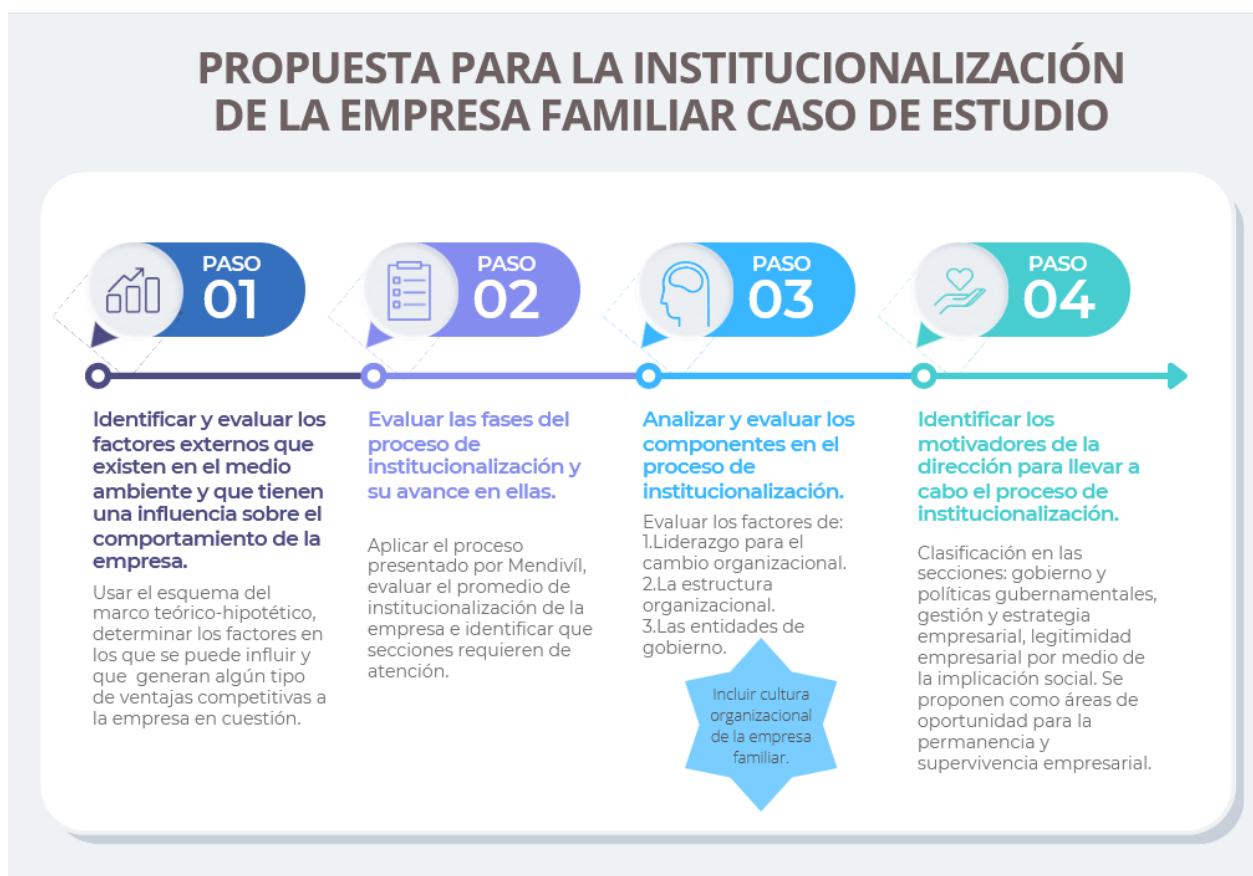 PROPUESTA PARA LA INSTITUCIONALIZACIÓN
DE LA EMPRESA FAMILIAR CASO DE ESTUDIO
PASO
01
Identificar y evaluar los
factores externos que
existen en el medio
ambiente y que tienen
una influencia sobre el
comportamiento de la
empresa.
Usar el esquema del
marco teórico-hipotético,
determinar los factores en
los que se puede influir y
que generan algún tipo
de ventajas competitivas a
la empresa en cuestión.
PASO
02
Evaluar las fases del
proceso de
institucionalización y
su avance en ellas.
Aplicar el proceso
presentado por Mendivíl,
evaluar el promedio de
institucionalización de la
empresa e identificar que
secciones requieren de
atención.
PASO
03
Analizar y evaluar los
componentes en el
proceso de
institucionalización.
Evaluar los factores de:
1.Liderazgo para el
cambio organizacional.
2.La estructura
organizacional.
3.Las entidades de
gobierno.
Incluir cultura
organizacional
de la empresa
familiar.
PASO
04
Identificar los
motivadores de la
dirección para llevar a
cabo el proceso de
institucionalización.
Clasificación en las
secciones: gobierno y
políticas gubernamentales,
gestión y estrategia
empresarial, legitimidad
empresarial por medio de
la implicación social. Se
proponen como áreas de
oportunidad para la
permanencia y
supervivencia empresarial.